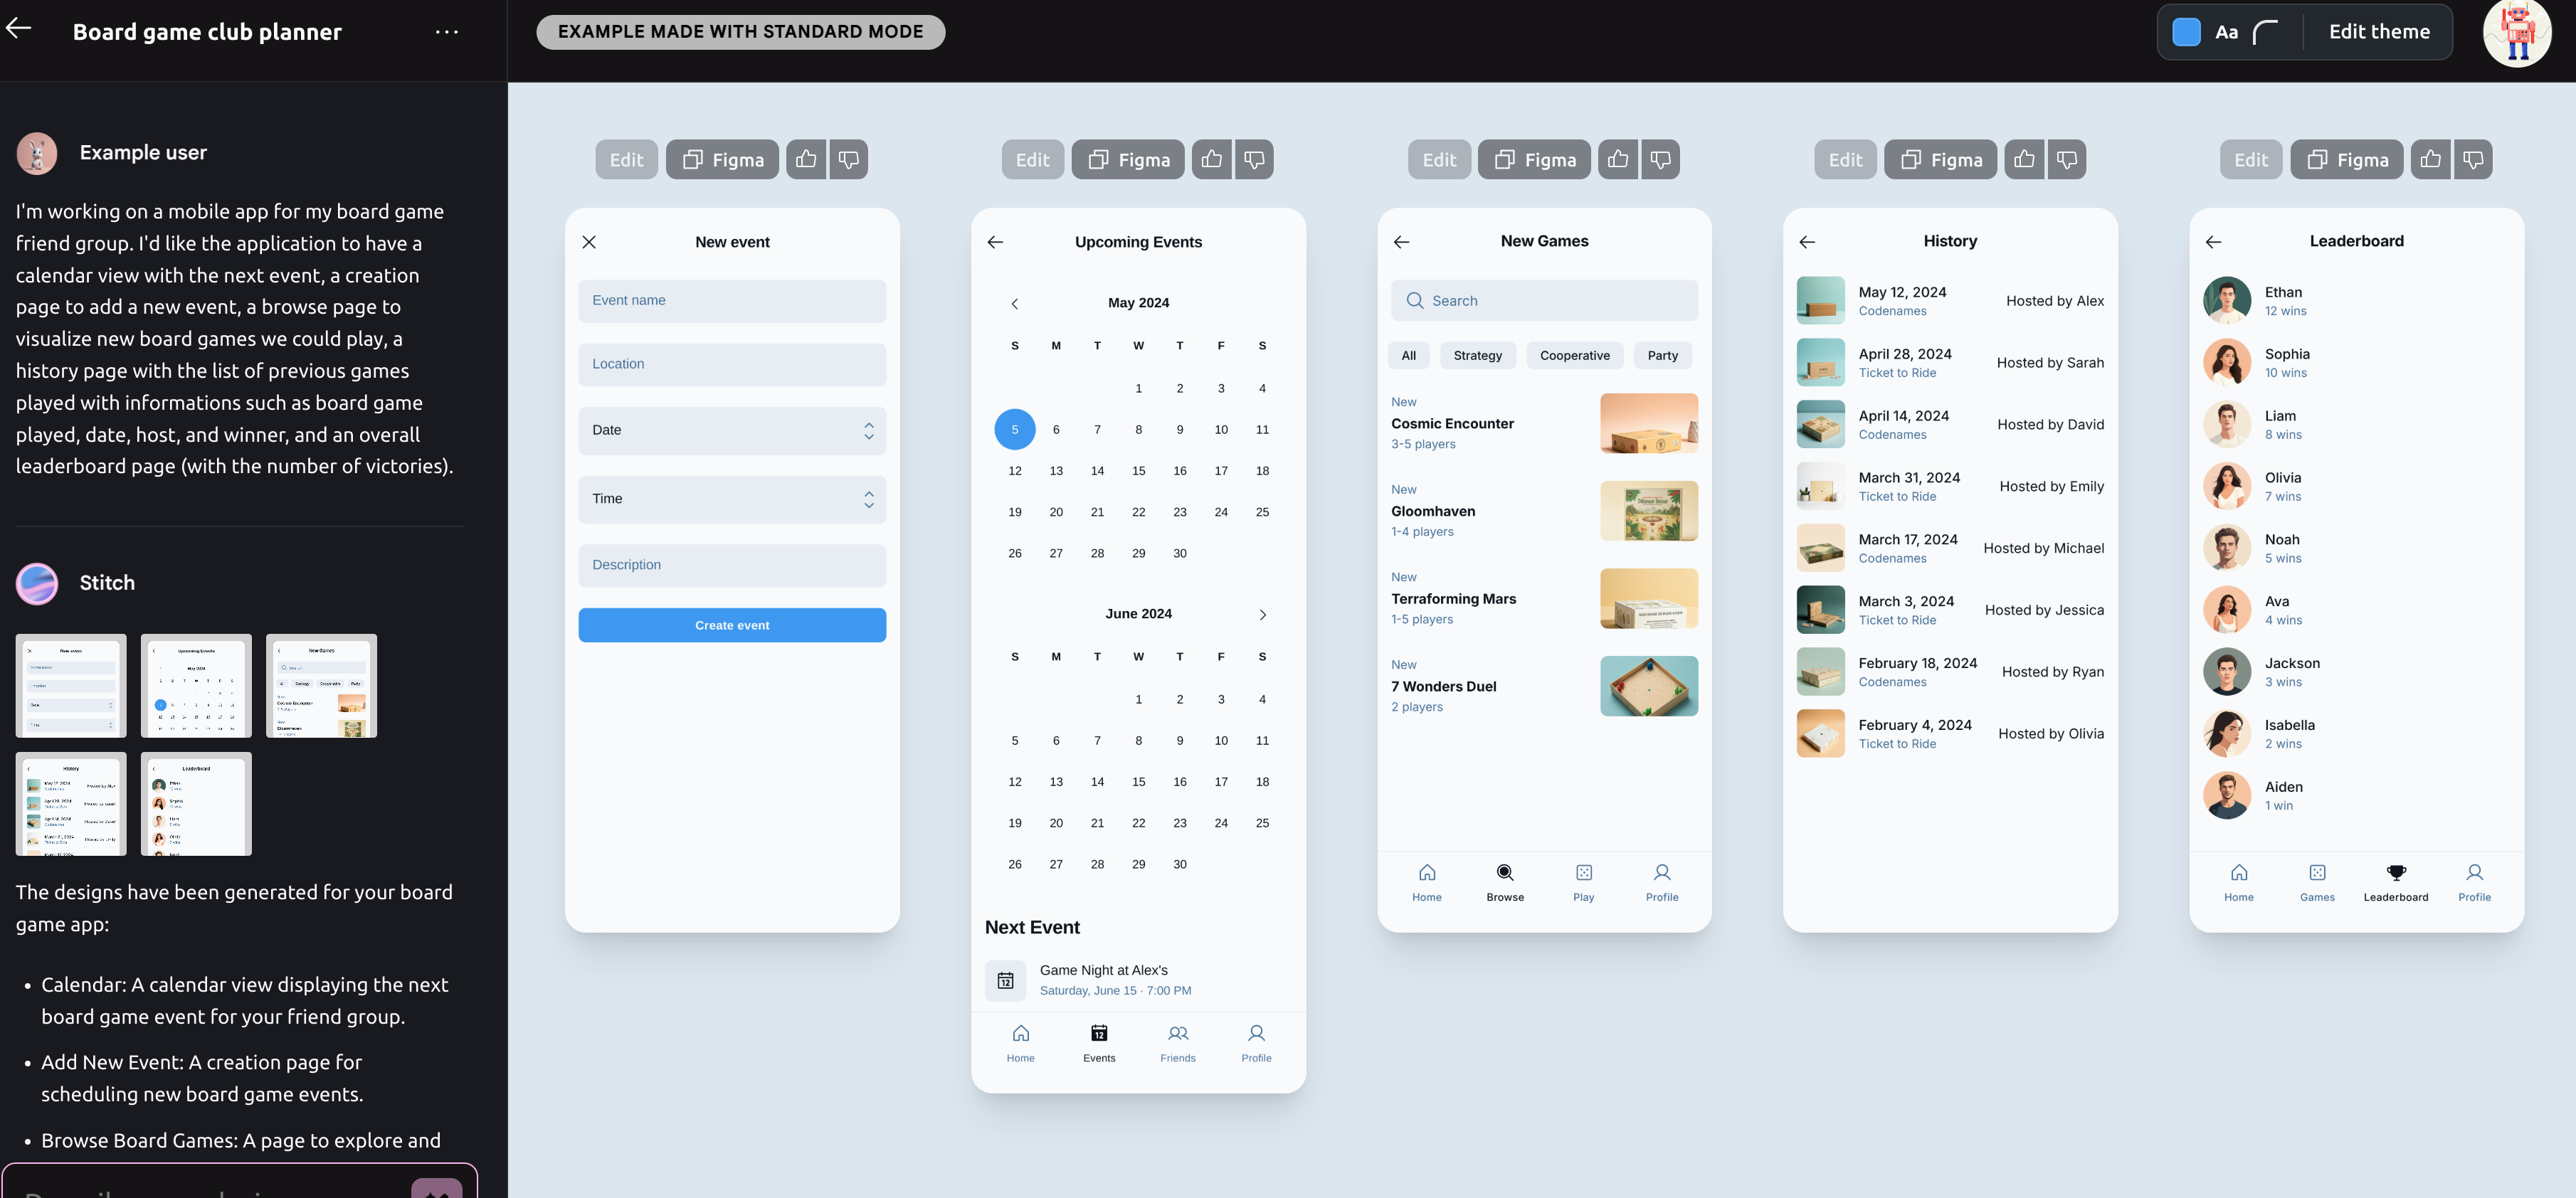 Board game club planner
...
EXAMPLE MADE WITH STANDARD MODE
Aa
Edit theme
Example user
I'm working on a mobile app for my board game
friend group. I'd like the application to have a
calendar view with the next event, a creation
page to add a new event, a browse page to
visualize new board games we could play, a
history page with the list of previous games
played with informations such as board game
played, date, host, and winner, and an overall
leaderboard page (with the number of victories).
Stitch
The designs have been generated for your board
game app:
• Calendar: A calendar view displaying the next
board game event for your friend group.
• Add New Event: A creation page for
scheduling new board game events.
• Browse Board Games: A page to explore and
Edit Figma
New event
Event name
Location
Date
Time
Description
Create event
Edit Figma
Upcoming Events
May 2024
S M T W T F S
1 2 3 4
5 6 7 8 9 10 11
12 13 14 15 16 17 18
19 20 21 22 23 24 25
26 27 28 29 30
June 2024
S M T W T F S
1 2 3 4
5 6 7 8 9 10 11
12 13 14 15 16 17 18
19 20 21 22 23 24 25
26 27 28 29 30
Next Event
12
Game Night at Alex's
Saturday, June 15 · 7:00 PM
12
Home Events Friends Profile
Edit Figma
New Games
Search
All Strategy Cooperative Party
New
Cosmic Encounter
3-5 players
New
Gloomhaven
1-4 players
New
Terraforming Mars
1-5 players
New
7 Wonders Duel
2 players
Home Browse Play Profile
Edit Figma
History
May 12, 2024
Codenames
Hosted by Alex
April 28, 2024
Ticket to Ride
Hosted by Sarah
April 14, 2024
Codenames
Hosted by David
March 31, 2024
Ticket to Ride
Hosted by Emily
March 17, 2024
Codenames
Hosted by Michael
March 3, 2024
Ticket to Ride
Hosted by Jessica
February 18, 2024
Codenames
Hosted by Ryan
February 4, 2024
Ticket to Ride
Hosted by Olivia
Edit Figma
Leaderboard
Ethan
12 wins
Sophia
10 wins
Liam
8 wins
Olivia
7 wins
Noah
5 wins
Ava
4 wins
Jackson
3 wins
Isabella
2 wins
Aiden
1 win
Home Games Leaderboard Profile